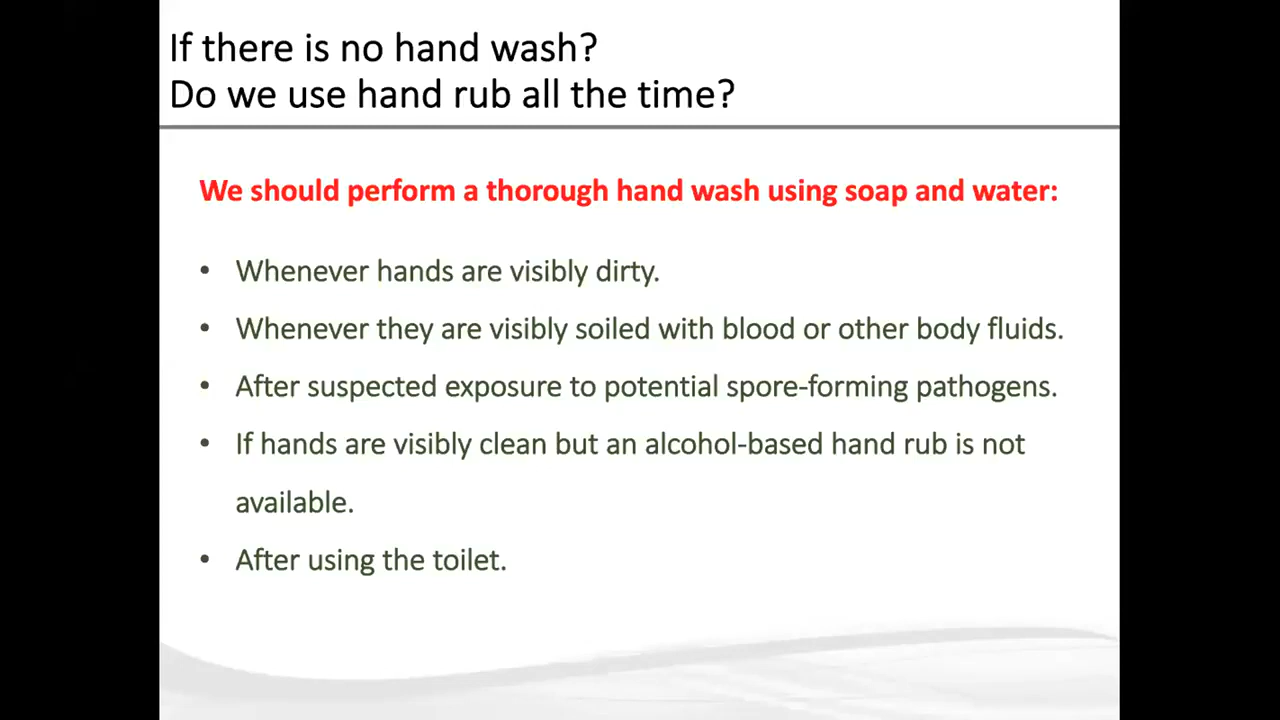 If there is no hand wash?
Do we use hand rub all the time?
We should perform a thorough hand wash using soap and water:
• Whenever hands are visibly dirty.
• Whenever they are visibly soiled with blood or other body fluids.
• After suspected exposure to potential spore-forming pathogens.
• If hands are visibly clean but an alcohol-based hand rub is not
available.
• After using the toilet.